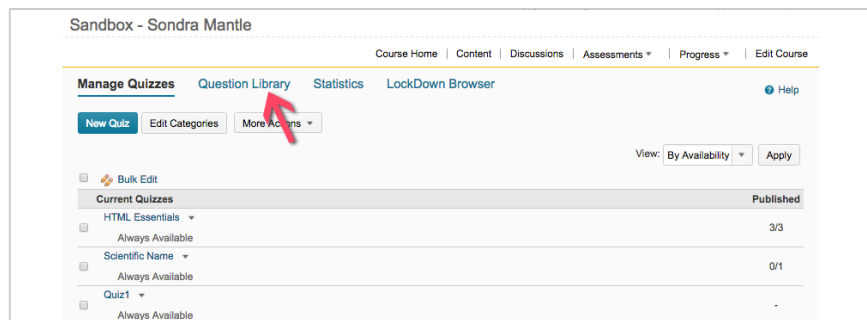 Sandbox - Sondra Mantle
Course Home | Content | Discussions | Assessments | Progress | Edit Course
Manage Quizzes Question Library Statistics LockDown Browser Help
New Quiz Edit Categories More Actions
View: By Availability Apply
Bulk Edit
Current Quizzes Published
HTML Essentials
3/3
Always Available
Scientific Name
0/1
Always Available
Quiz1
-
Always Available